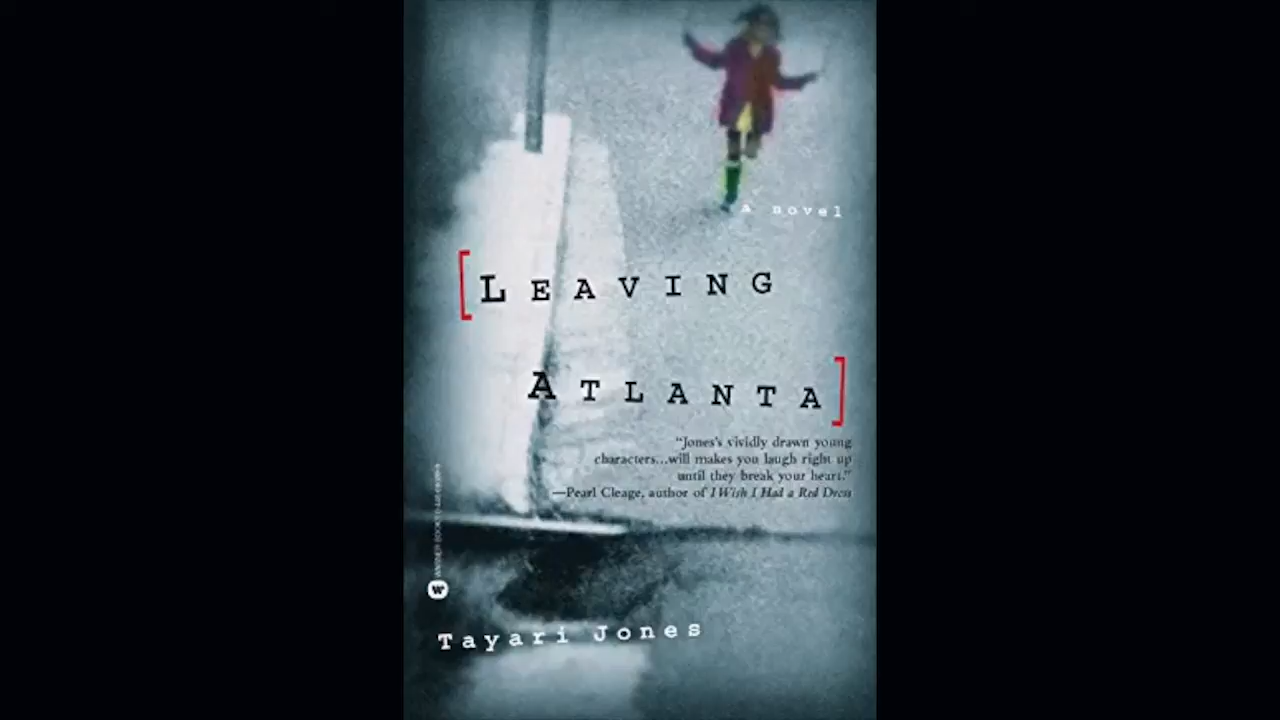 a novel
[LEAVING
ATLANTA]
“Jones's vividly drawn young
characters...will makes you laugh right up
until they break your heart.”
—Pearl Cleage, author of I Wish I Had a Red Dress
Tayari Jones